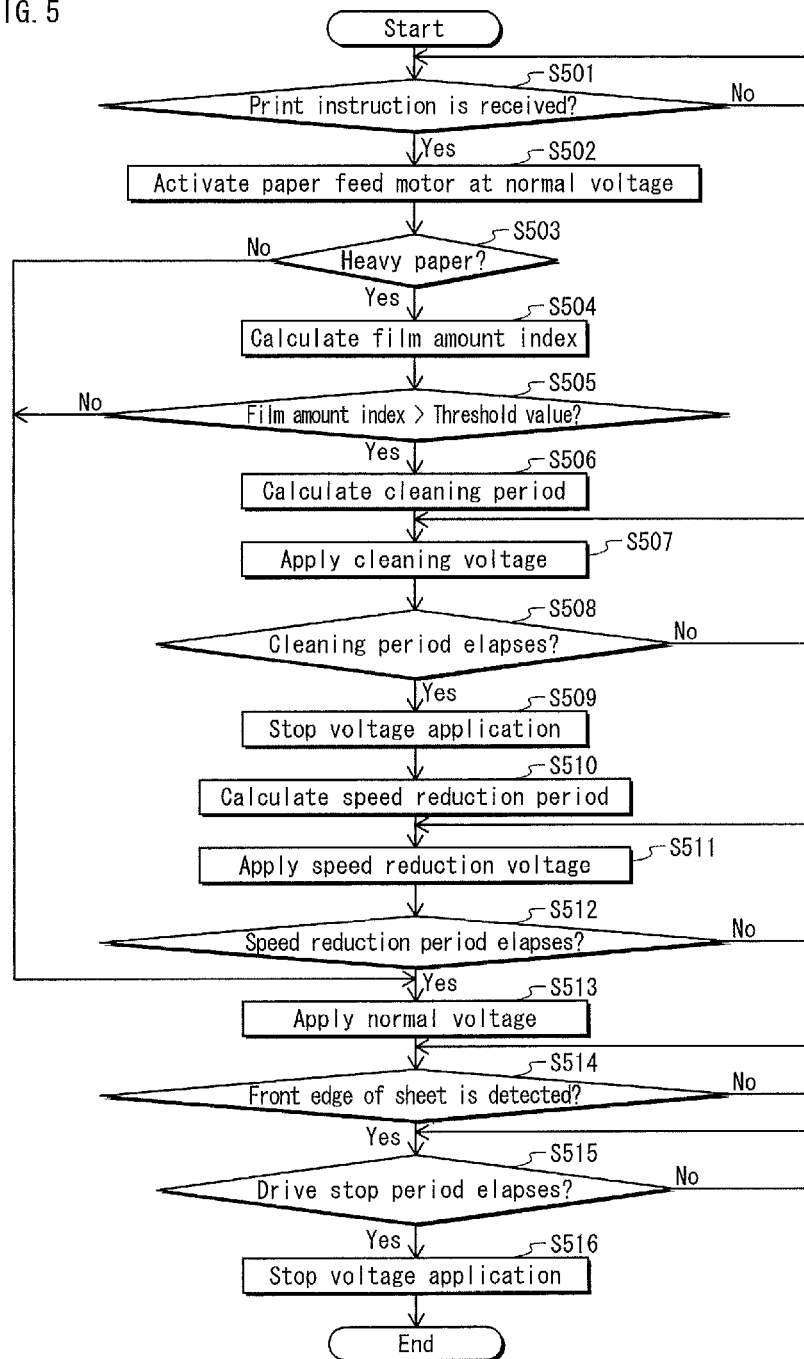 IG. 5
Start
S501
Print instruction is received?
No
Yes
S502
Activate paper feed motor at normal voltage
S503
No
Heavy paper?
Yes
S504
Calculate film amount index
S505
No
Film amount index > Threshold value?
Yes
S506
Calculate cleaning period
S507
Apply cleaning voltage
S508
Cleaning period elapses?
No
Yes
S509
Stop voltage application
S510
Calculate speed reduction period
S511
Apply speed reduction voltage
S512
No
Speed reduction period elapses?
Yes
S513
Apply normal voltage
S514
Front edge of sheet is detected?
No
Yes
S515
Drive stop period elapses?
No
Yes
S516
Stop voltage application
End